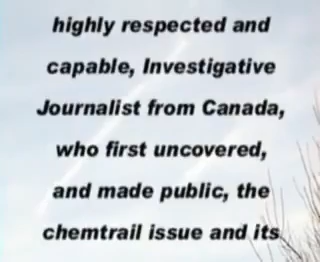 highly respected and
capable, Investigative
Journalist from Canada,
who first uncovered,
and made public, the
chemtrail issue and its